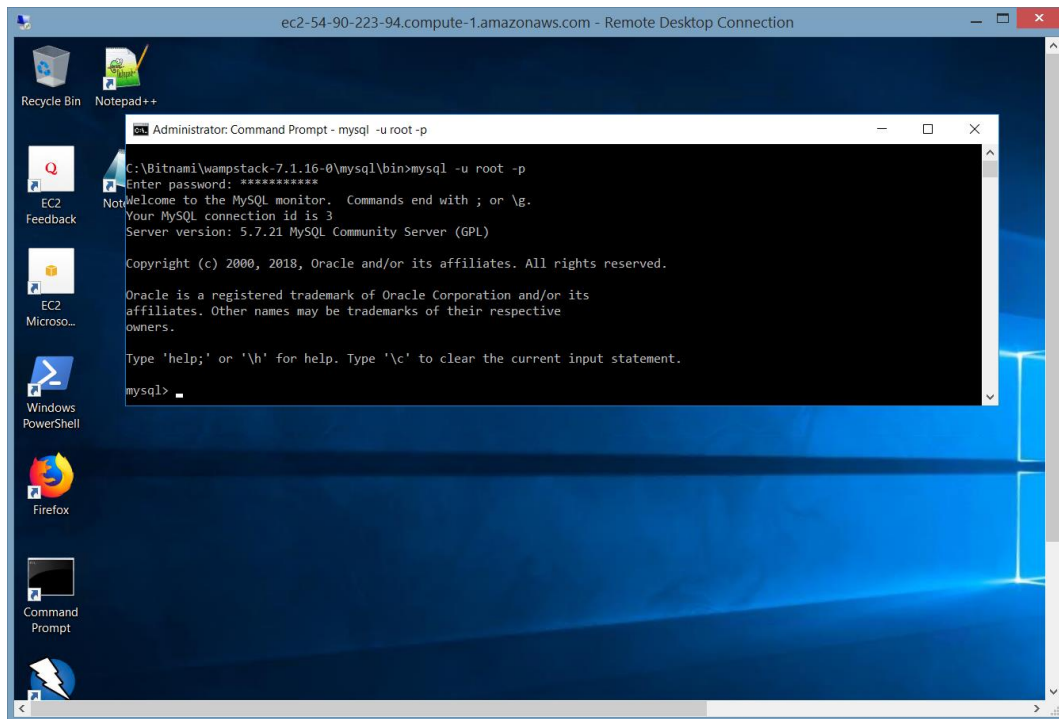 ec2-54-90-223-94.compute-1.amazonaws.com - Remote Desktop Connection
Recycle Bin
Notepad++
Administrator: Command Prompt - mysql -u root -p
C:\Bitnami\wampstack-7.1.16-0\mysql\bin>mysql -u root -p
Enter password: ***********
Welcome to the MySQL monitor.  Commands end with ; or \g.
Your MySQL connection id is 3
Server version: 5.7.21 MySQL Community Server (GPL)
Copyright (c) 2000, 2018, Oracle and/or its affiliates. All rights reserved.
Oracle is a registered trademark of Oracle Corporation and/or its
affiliates. Other names may be trademarks of their respective
owners.
Type 'help;' or '\h' for help. Type '\c' to clear the current input statement.
mysql>
Q
EC2
Feedback
Note
EC2
Microso...
Windows
PowerShell
Firefox
Command
Prompt